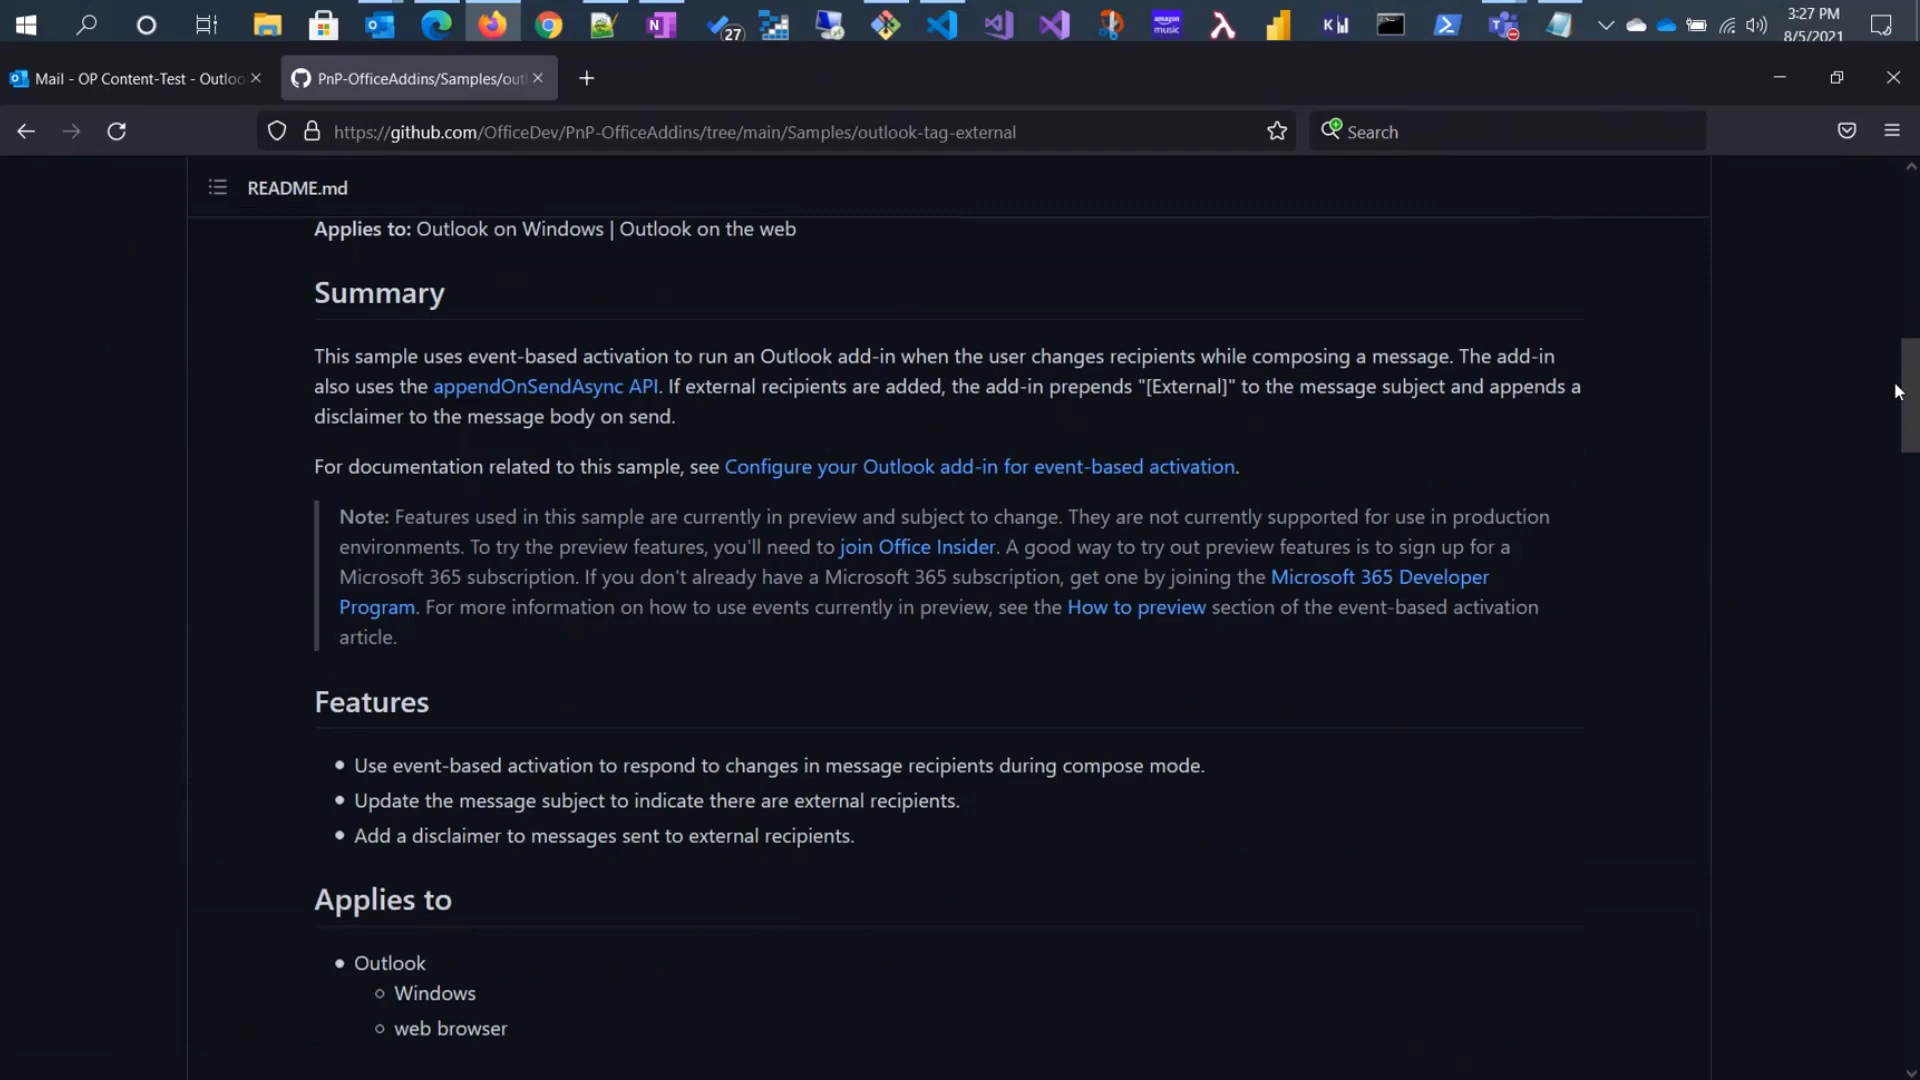 27
amazon
music
3:27 PM
8/5/2021
Mail - OP Content-Test - Outloo
PnP-OfficeAddins/Samples/out
https://github.com/OfficeDev/PnP-OfficeAddins/tree/main/Samples/outlook-tag-external
Search
README.md
Applies to: Outlook on Windows | Outlook on the web
Summary
This sample uses event-based activation to run an Outlook add-in when the user changes recipients while composing a message. The add-in
also uses the appendOnSendAsync API. If external recipients are added, the add-in prepends "[External]" to the message subject and appends a
disclaimer to the message body on send.
For documentation related to this sample, see Configure your Outlook add-in for event-based activation.
Note: Features used in this sample are currently in preview and subject to change. They are not currently supported for use in production
environments. To try the preview features, you'll need to join Office Insider. A good way to try out preview features is to sign up for a
Microsoft 365 subscription. If you don't already have a Microsoft 365 subscription, get one by joining the Microsoft 365 Developer
Program. For more information on how to use events currently in preview, see the How to preview section of the event-based activation
article.
Features
Use event-based activation to respond to changes in message recipients during compose mode.
Update the message subject to indicate there are external recipients.
Add a disclaimer to messages sent to external recipients.
Applies to
Outlook
Windows
web browser